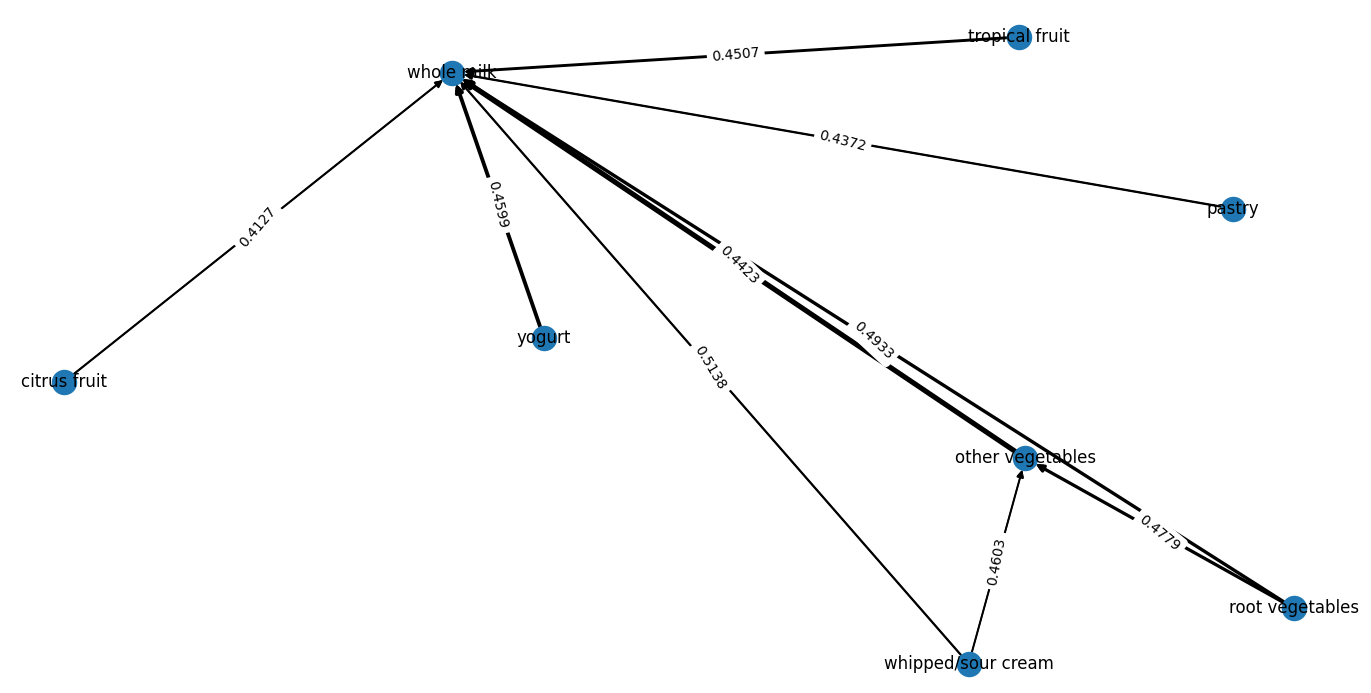 tropical fruit
0.4507
whole milk
0.4372
0.4599
pastry
0.4127
0.4423
yogurt
0.4933
0.5138
citrus fruit
other vegetables
0.4779
0.4603
root vegetables
whipped/sour cream